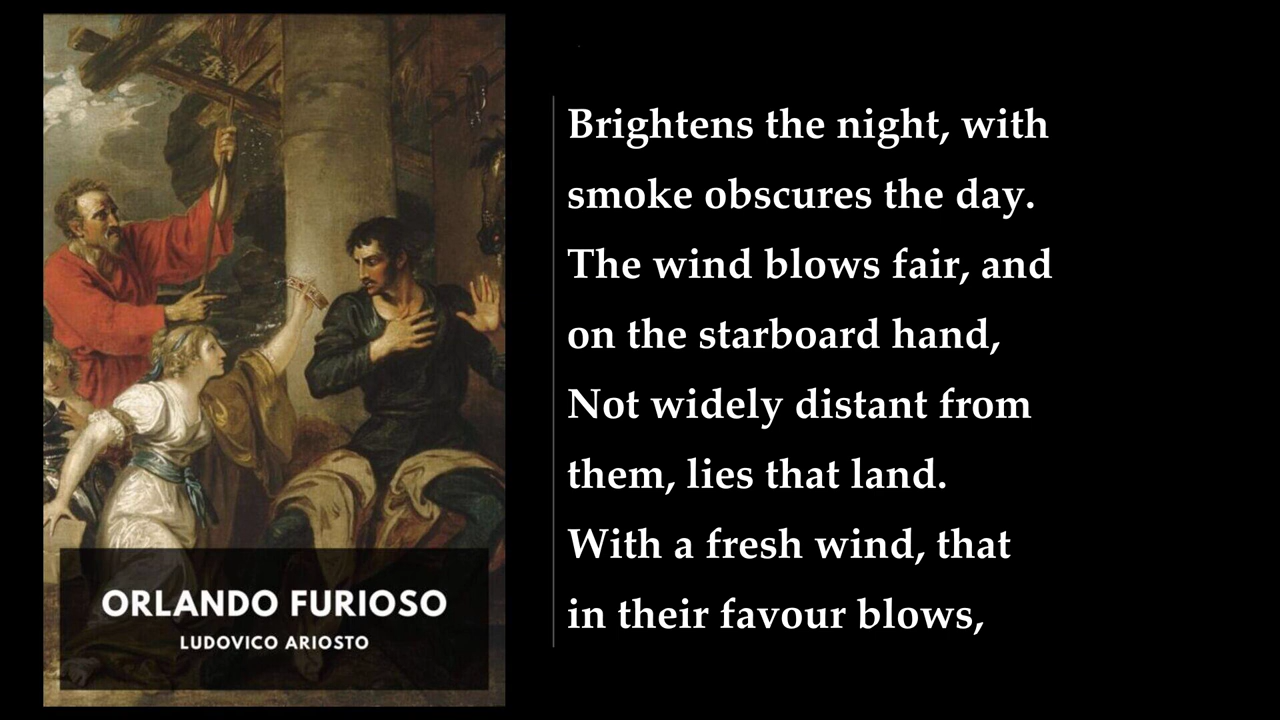 ORLANDO FURIOSO
LUDOVICO ARIOSTO
Brightens the night, with
smoke obscures the day.
The wind blows fair, and
on the starboard hand,
Not widely distant from
them, lies that land.
With a fresh wind, that
in their favour blows,